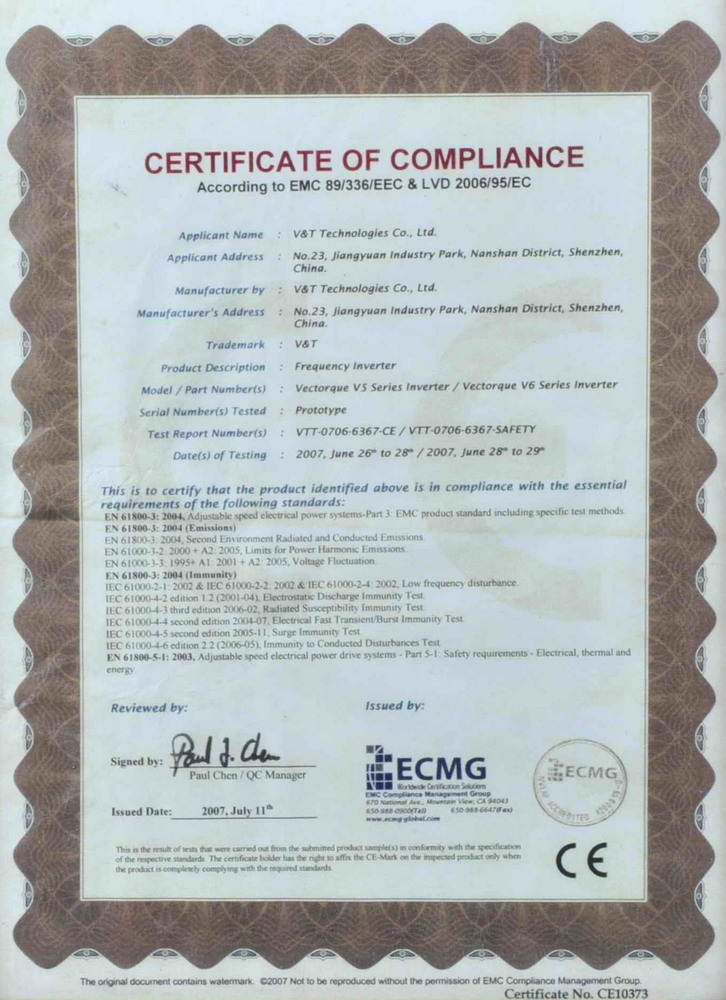 CERTIFICATE OF COMPLIANCE
According to EMC 89/336/EEC & LVD 2006/95/EC
Applicant Name : V&T Technologies Co., Ltd.
Applicant Address : No.23, Jiangyuan Industry Park, Nanshan District, Shenzhen,
China.
Manufacturer by : V&T Technologies Co., Ltd.
Manufacturer's Address : No.23, Jiangyuan Industry Park, Nanshan District, Shenzhen,
China.
Trademark : V&T
Product Description : Frequency Inverter
Model / Part Number(s) : Vectorque V5 Series Inverter / Vectorque V6 Series Inverter
Serial Number(s) Tested : Prototype
Test Report Number(s) : VTT-0706-6367-CE / VTT-0706-6367-SAFETY
Date(s) of Testing : 2007, June 26th to 28th / 2007, June 28th to 29th
This is to certify that the product identified above is in compliance with the essential
requirements of the following standards:
EN 61800-3: 2004, Adjustable speed electrical power systems-Part 3: EMC product standard including specific test methods.
EN 61800-3: 2004 (Emissions)
EN 61800-3: 2004, Second Environment Radiated and Conducted Emissions
EN 61000-3-2: 2000 + A2: 2005, Limits for Power Harmonic Emissions
EN 61000-3-3: 1995+ A1: 2001 + A2: 2005, Voltage Fluctuation
EN 61800-3: 2004 (Immunity)
IEC 61000-2-1: 2002 & IEC 61000-2-2: 2002 & IEC 61000-2-4: 2002, Low frequency disturbance.
IEC 61000-4-2 edition 1.2 (2001-04), Electrostatic Discharge Immunity Test
IEC 61000-4-3 third edition 2006-02, Radiated Susceptibility Immunity Test
IEC 61000-4-4 second edition 2004-07, Electrical Fast Transient/Burst Immunity Test
IEC 61000-4-5 second edition 2005-11, Surge Immunity Test
IEC 61000-4-6 edition 2.2 (2006-05), Immunity to Conducted Disturbances Test
EN 61800-5-1: 2003, Adjustable speed electrical power drive systems - Part 5-1: Safety requirements - Electrical, thermal and
energy.
Reviewed by:
Issued by:
Signed by: Paul J. Chen
Paul Chen / QC Manager
ECMG
Worldwide Certification Solutions
EMC Compliance Management Group
670 National Ave., Mountain View, CA 94043
650-988-0900(Tel) 650-988-6647(Fax)
www.ecmg-global.com
ECMG
NVLAP ACCREDITED
Issued Date: 2007, July 11th
This is the result of tests that were carried out from the submitted product sample(s) in conformity with the specification
of the respective standards. The certificate holder has the right to affix the CE-Mark on the inspected product only when
the product is completely complying with the required standards.
CE
The original document contains watermark. ©2007 Not to be reproduced without the permission of EMC Compliance Management Group.
Certificate No. CE10373